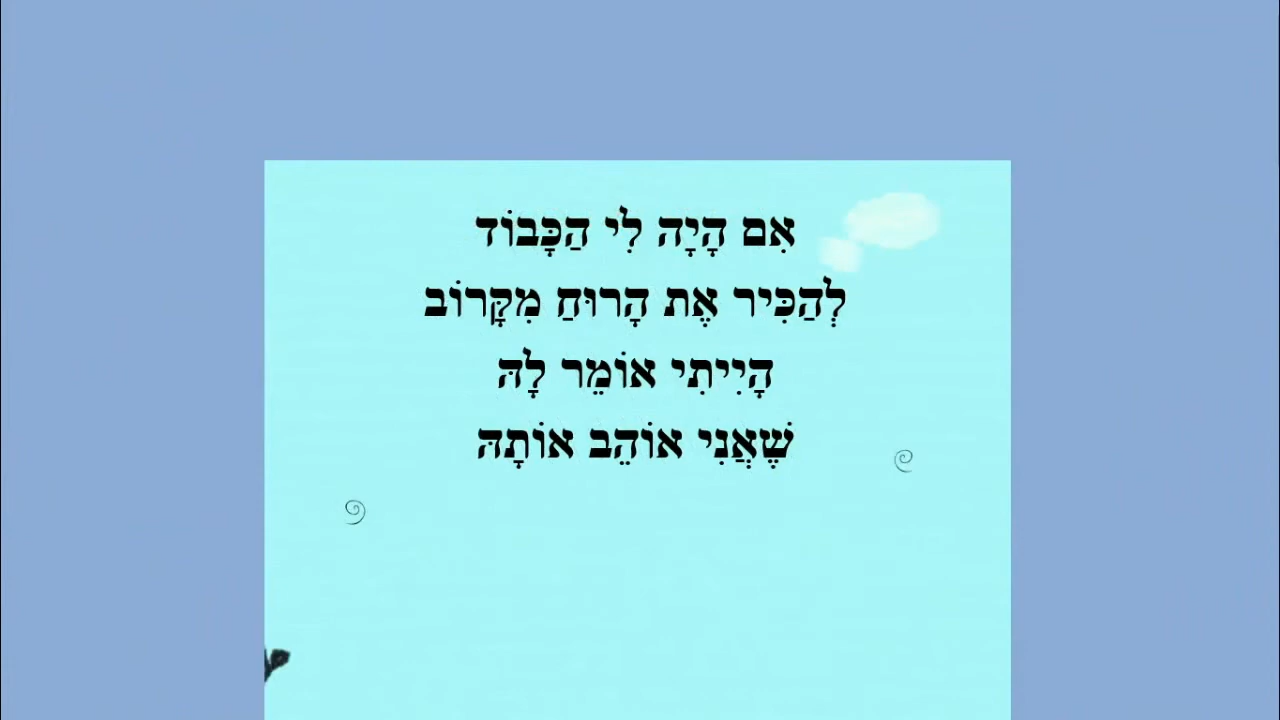 אִם הָיָה לִי הַכָּבוֹד
לְהַכִּיר אֶת הָרוּחַ מִקָּרוֹב
הָיִיתִי אוֹמֵר לָהּ
שֶׁאֲנִי אוֹהֵב אוֹתָהּ